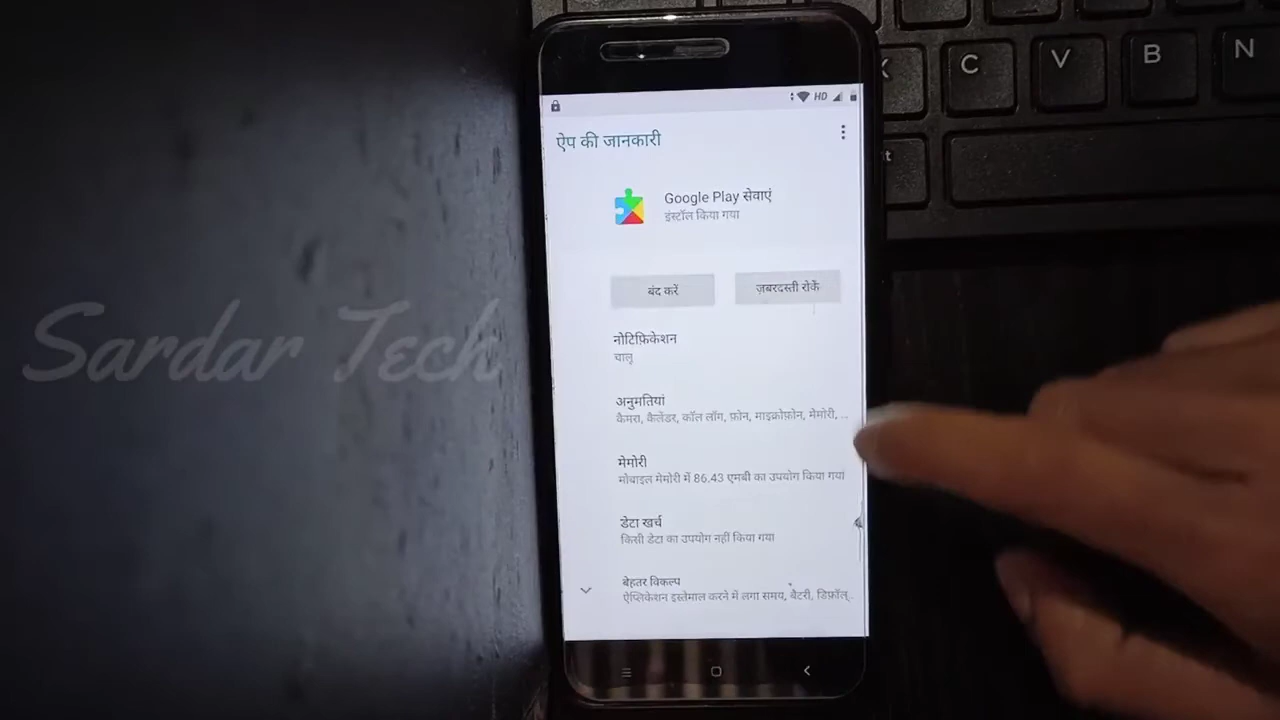 C
V
B
N
HD
ऐप की जानकारी
Google Play सेवाएं
इंस्टॉल किया गया
बंद करें
ज़बरदस्ती रोकें
नोटिफ़िकेशन
चालू
अनुमतियां
कैमरा, कैलेंडर, कॉल लॉग, फ़ोन, माइक्रोफ़ोन, मेमोरी, ...
मेमोरी
मोबाइल मेमोरी में 86.43 एमबी का उपयोग किया गया
डेटा खर्च
किसी डेटा का उपयोग नहीं किया गया
बेहतर विकल्प
ऐप्लिकेशन इस्तेमाल करने में लगा समय, बैटरी, डिफ़ॉल्..
Sardar Tech